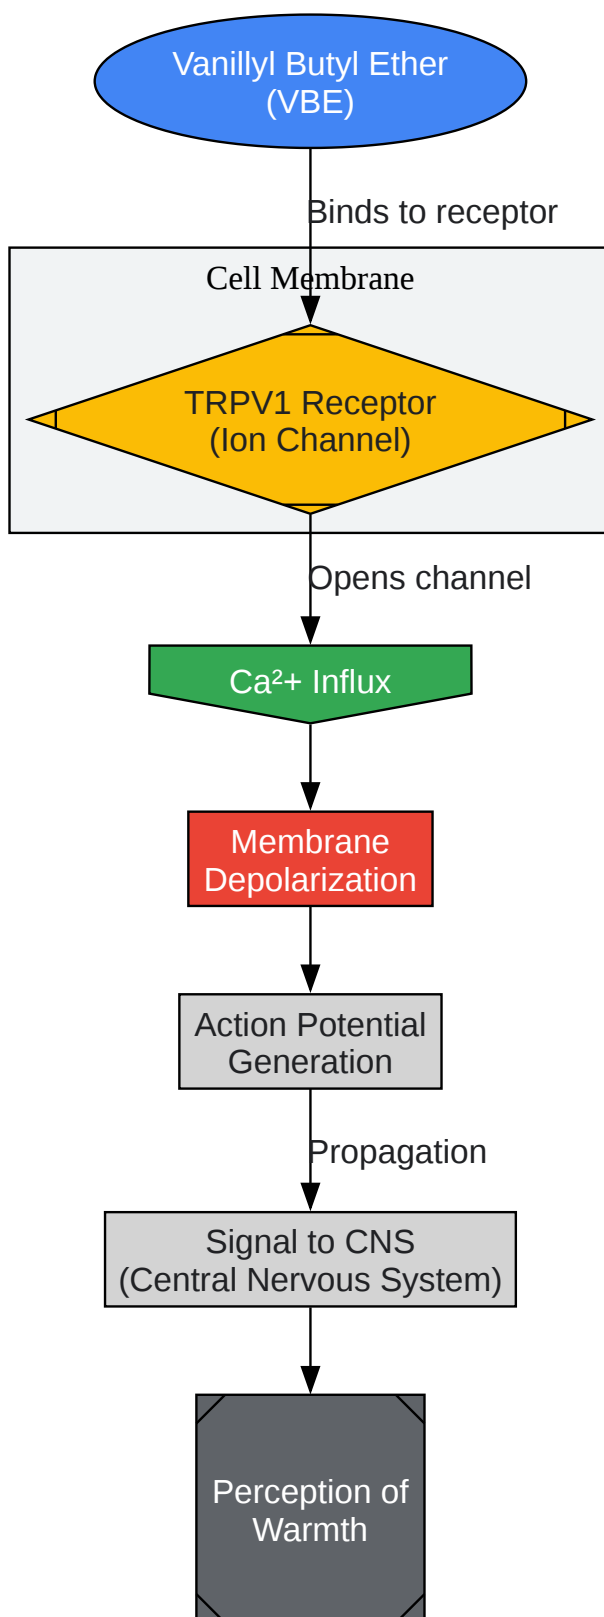 Vanillyl Butyl Ether
(VBE)
Binds to receptor
Cell Membrane
TRPV1 Receptor
(Ion Channel)
Opens channel
Ca²+ Influx
Membrane
Depolarization
Action Potential
Generation
Propagation
Signal to CNS
(Central Nervous System)
Perception of
Warmth